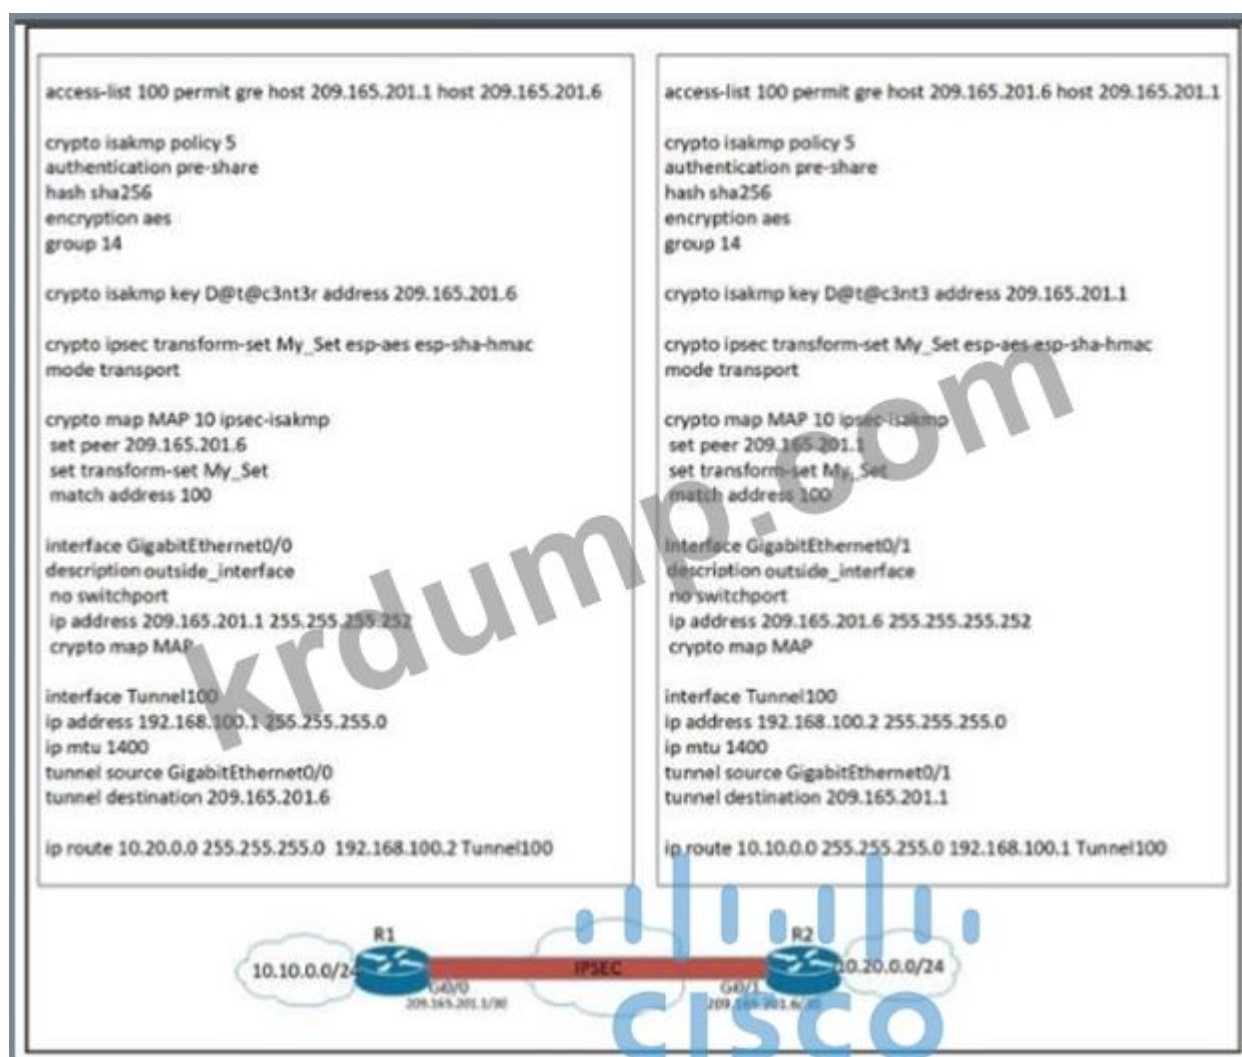 access-list 100 permit gre host 209.165.201.1 host 209.165.201.6
crypto isakmp policy 5
authentication pre-share
hash sha256
encryption aes
group 14
crypto isakmp key D@t@c3nt3r address 209.165.201.6
crypto ipsec transform-set My_Set esp-aes esp-sha-hmac
mode transport
crypto map MAP 10 ipsec-isakmp
set peer 209.165.201.6
set transform-set My_Set
match address 100
interface GigabitEthernet0/0
description outside_interface
no switchport
ip address 209.165.201.1 255.255.255.252
crypto map MAP
interface Tunnel100
ip address 192.168.100.1 255.255.255.0
ip mtu 1400
tunnel source GigabitEthernet0/0
tunnel destination 209.165.201.6
ip route 10.20.0.0 255.255.255.0 192.168.100.2 Tunnel100
access-list 100 permit gre host 209.165.201.6 host 209.165.201.1
crypto isakmp policy 5
authentication pre-share
hash sha256
encryption aes
group 14
crypto isakmp key D@t@c3nt3 address 209.165.201.1
crypto ipsec transform-set My_Set esp-aes esp-sha-hmac
mode transport
crypto map MAP 10 ipsec-isakmp
set peer 209.165.201.1
set transform-set My_Set
match address 100
interface GigabitEthernet0/1
description outside_interface
no switchport
ip address 209.165.201.6 255.255.255.252
crypto map MAP
interface Tunnel100
ip address 192.168.100.2 255.255.255.0
ip mtu 1400
tunnel source GigabitEthernet0/1
tunnel destination 209.165.201.1
ip route 10.10.0.0 255.255.255.0 192.168.100.1 Tunnel100
krdump.com
R1
R2
10.10.0.0/24
IPSEC
10.20.0.0/24
Gi0/0
Gi0/1
209.165.201.1/30
209.165.201.6/30
CISCO